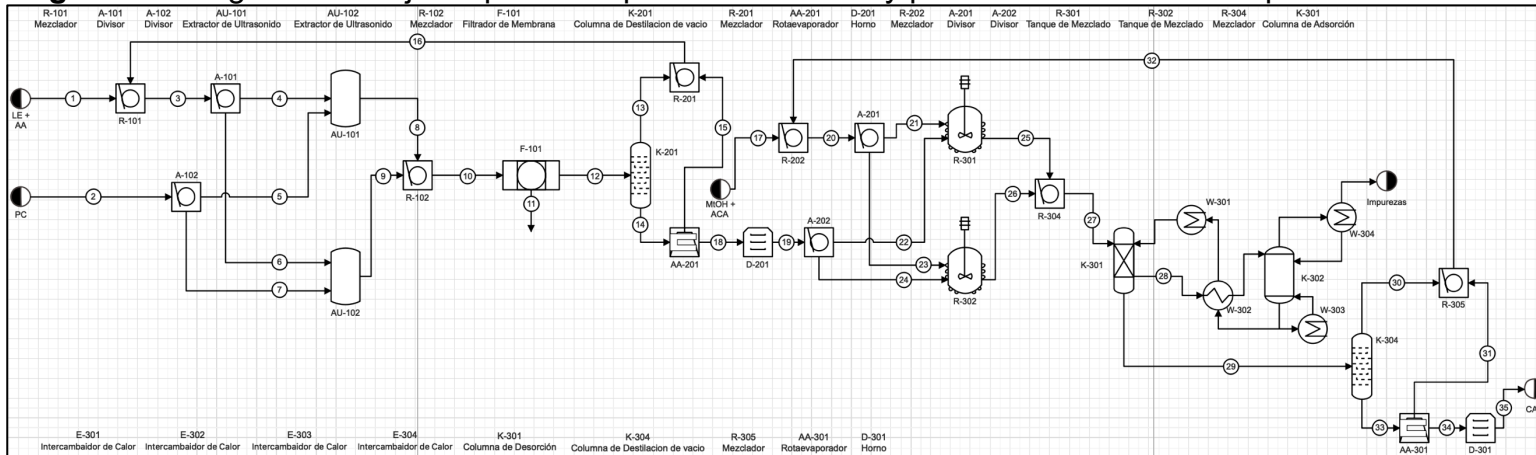 R-101 A-101 A-102 AU-101 AU-102 R-102 F-101 K-201 R-201 AA-201 D-201 R-202 A-201 A-202 R-301 R-302 R-304 K-301
Mezclador Divisor Divisor Extractor de Ultrasonido Extractor de Ultrasonido Mezclador Filtrador de Membrana Columna de Destilacion de vacio Mezclador Rotaevaporador Horno Mezclador Divisor Divisor Tanque de Mezclado Tanque de Mezclado Mezclador Columna de Adsorción
16
32
A-101
R-201
1 3 4
LE +
AA
R-101
AU-101
13
15
A-201
21
8
17 20
R-202
R-301
25
F-101
K-201
A-102
9 10 12
R-102
11
2 5
PC
MtOH +
ACA
26
R-304
Impurezas
14
A-202
27
W-301
W-304
18 19 22
AA-201 D-201
6
23
24
R-302
K-301
28
K-302
7
AU-102
W-302
W-303
30
R-305
K-304
31
29
35
CA
33 34
AA-301 D-301
E-301 E-302 E-303 E-304 K-301 K-304 R-305 AA-301 D-301
Intercambaidor de Calor Intercambaidor de Calor Intercambaidor de Calor Intercambaidor de Calor Columna de Desorción Columna de Destilacion de vacio Mezclador Rotaevaporador Horno